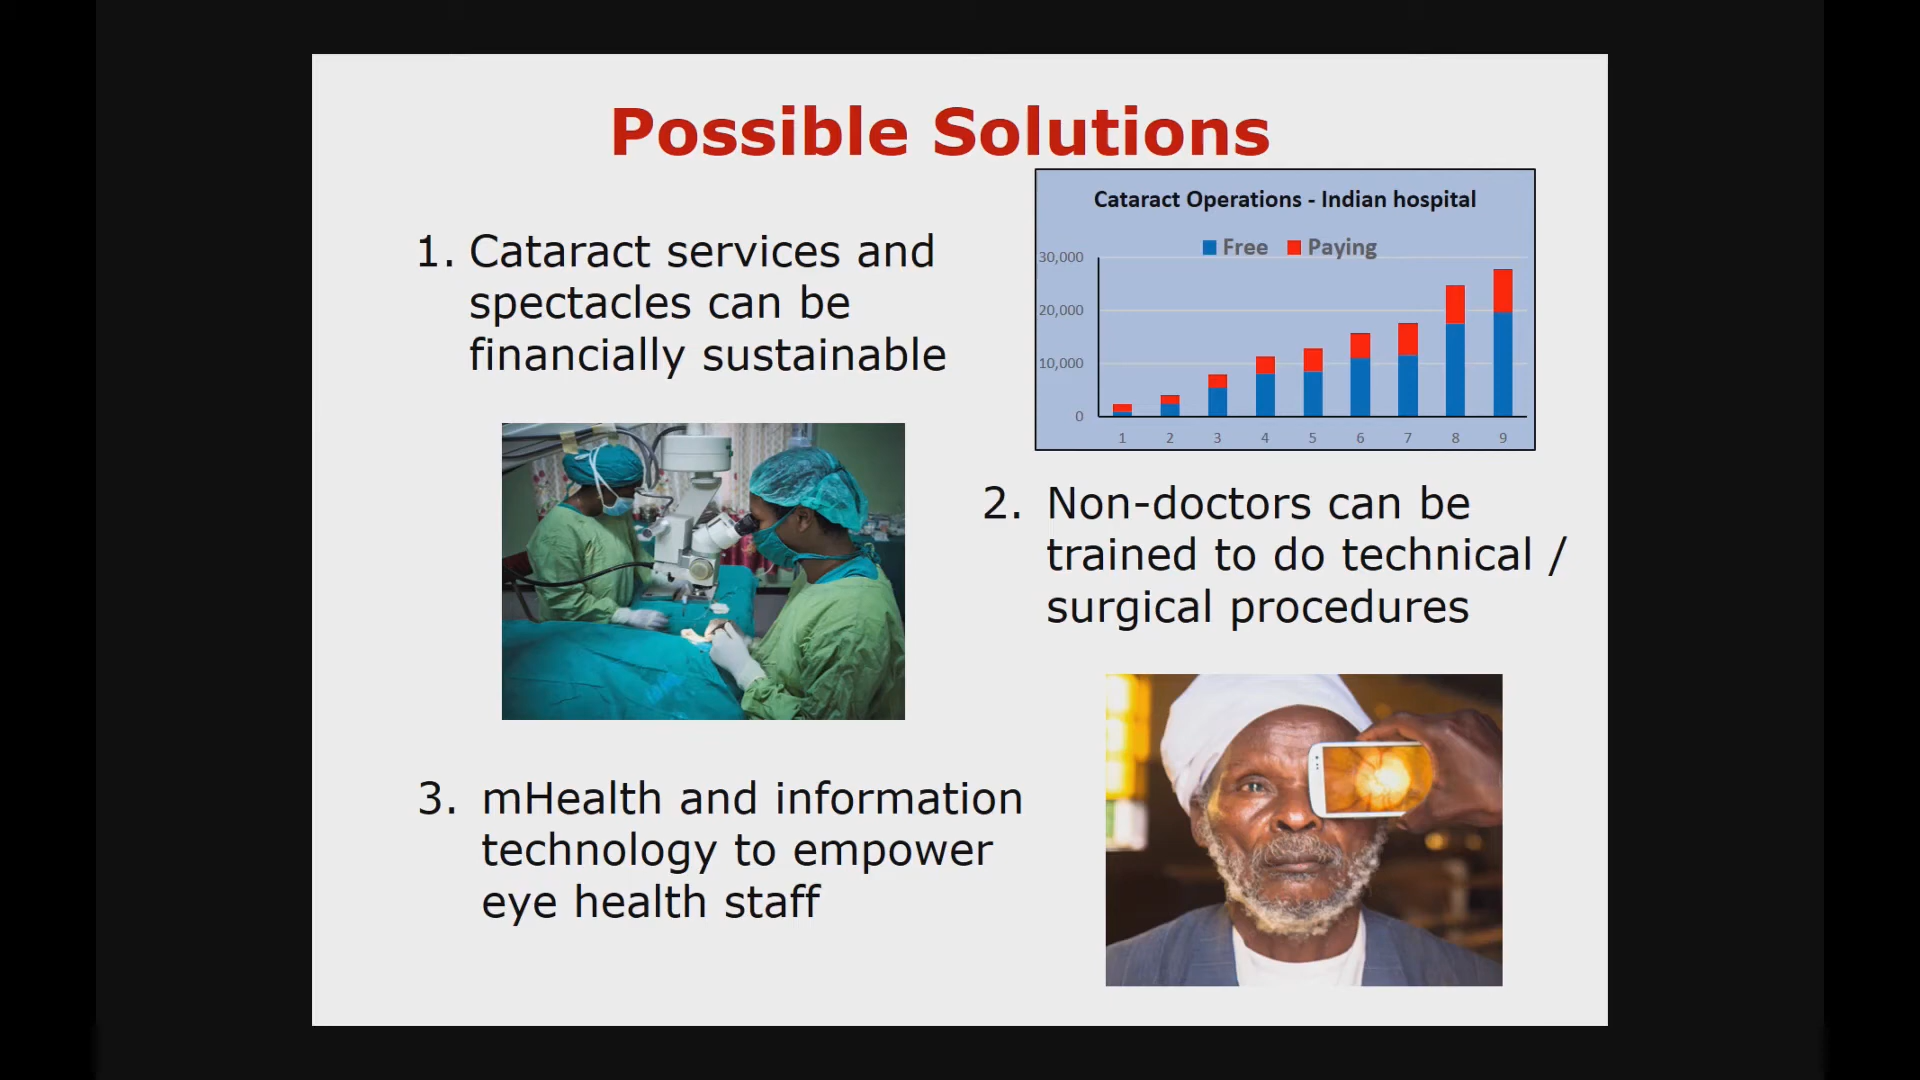 Possible Solutions
1. Cataract services and
spectacles can be
financially sustainable
Cataract Operations - Indian hospital
Free Paying
30,000
20,000
10,000
0
1 2 3 4 5 6 7 8 9
2. Non-doctors can be
trained to do technical /
surgical procedures
3. mHealth and information
technology to empower
eye health staff